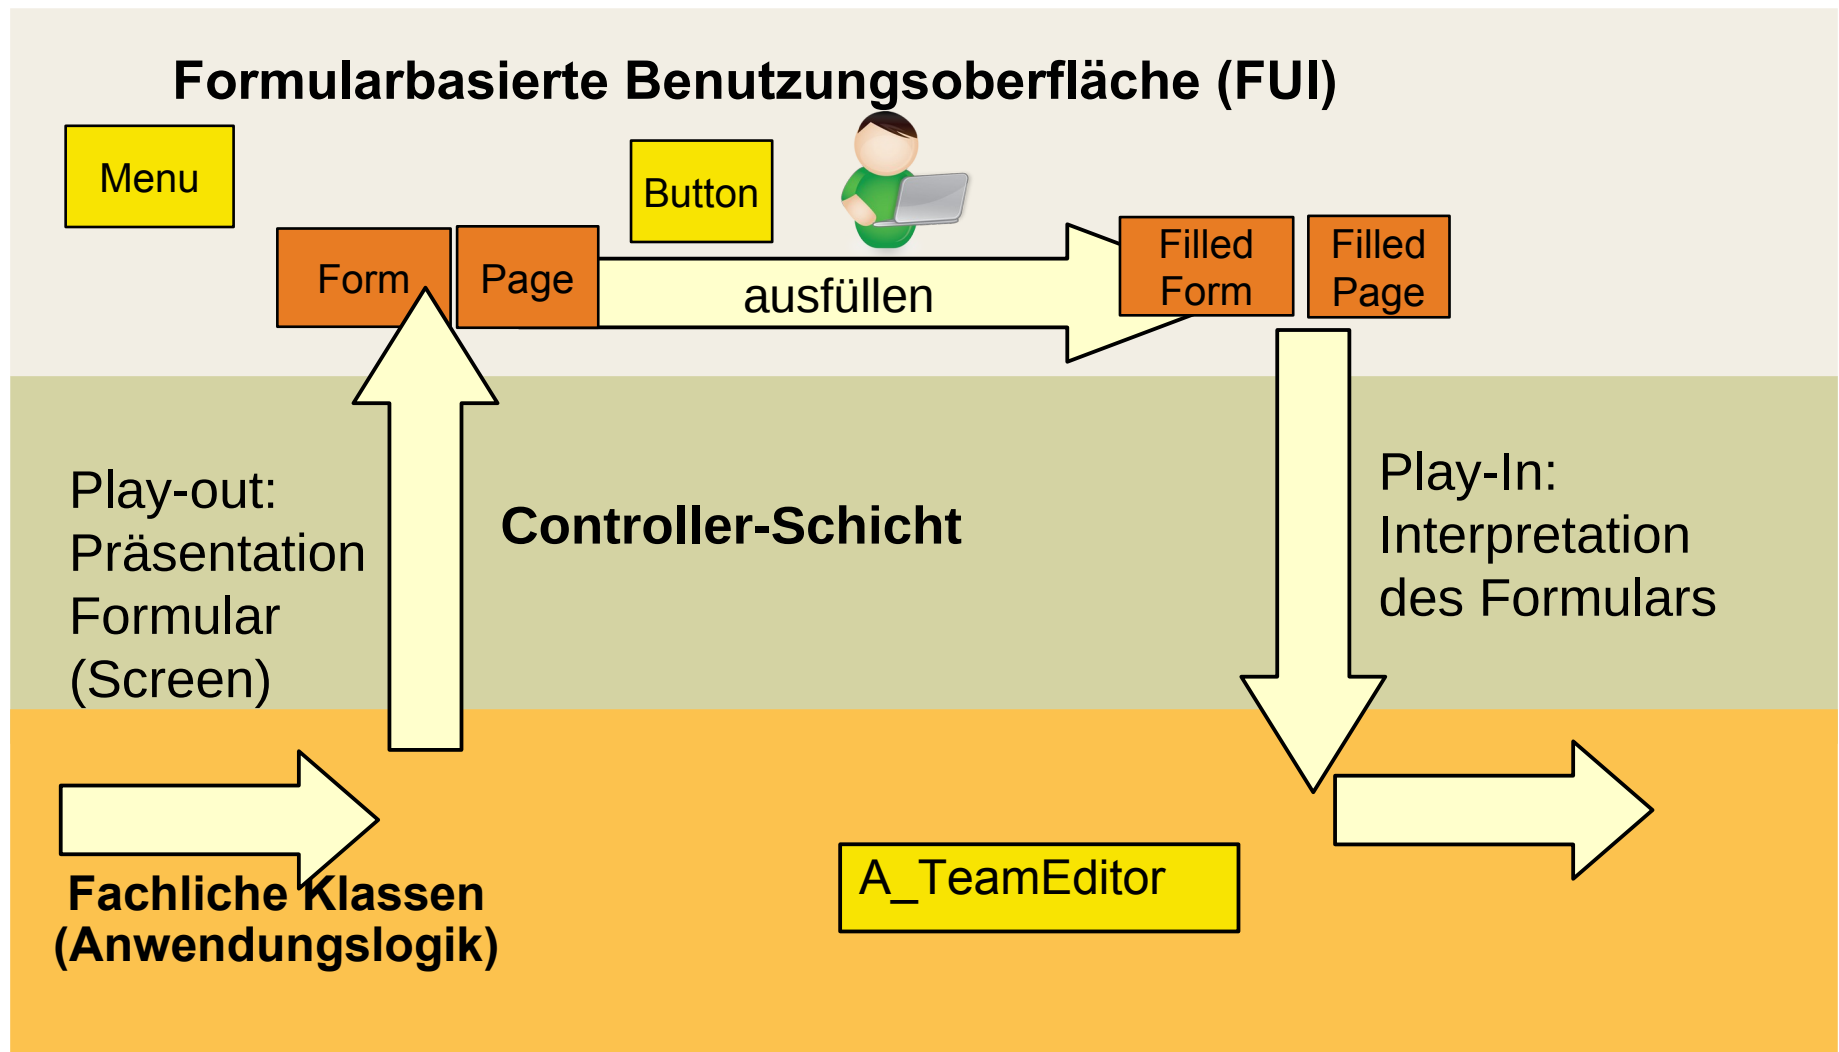 Formularbasierte Benutzungsoberfläche (FUI)
Menu
Button
Form
Page
ausfüllen
Filled
Form
Filled
Page
Play-out:
Präsentation
Formular
(Screen)
Controller-Schicht
Play-In:
Interpretation
des Formulars
Fachliche Klassen
(Anwendungslogik)
A_TeamEditor